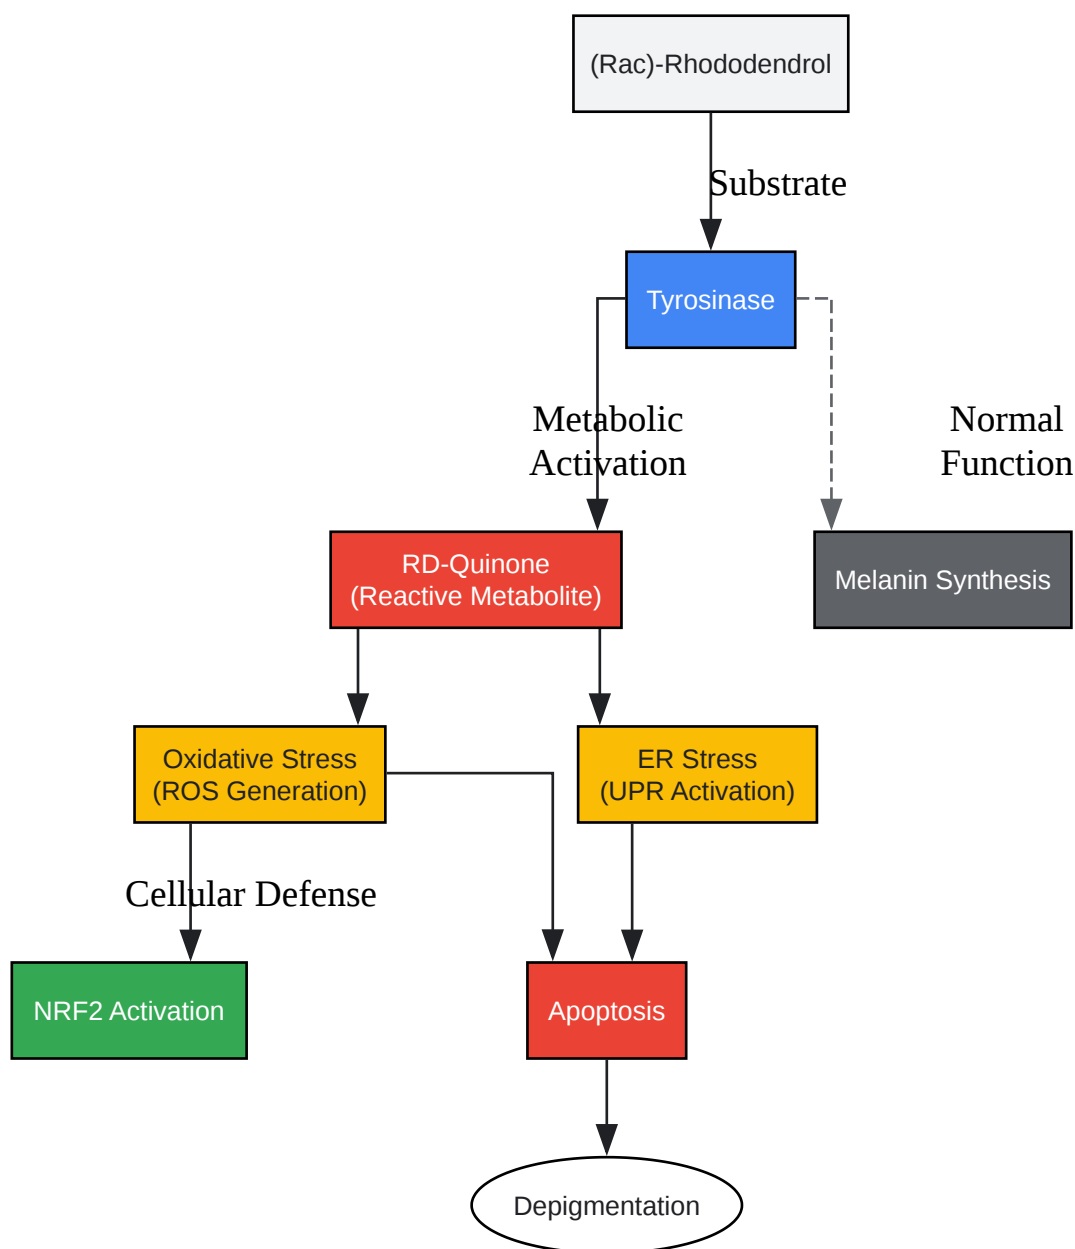 (Rac)-Rhododendrol
Substrate
Tyrosinase
Metabolic
Activation
Normal
Function
RD-Quinone
(Reactive Metabolite)
Melanin Synthesis
Oxidative Stress
(ROS Generation)
ER Stress
(UPR Activation)
Cellular Defense
NRF2 Activation
Apoptosis
Depigmentation